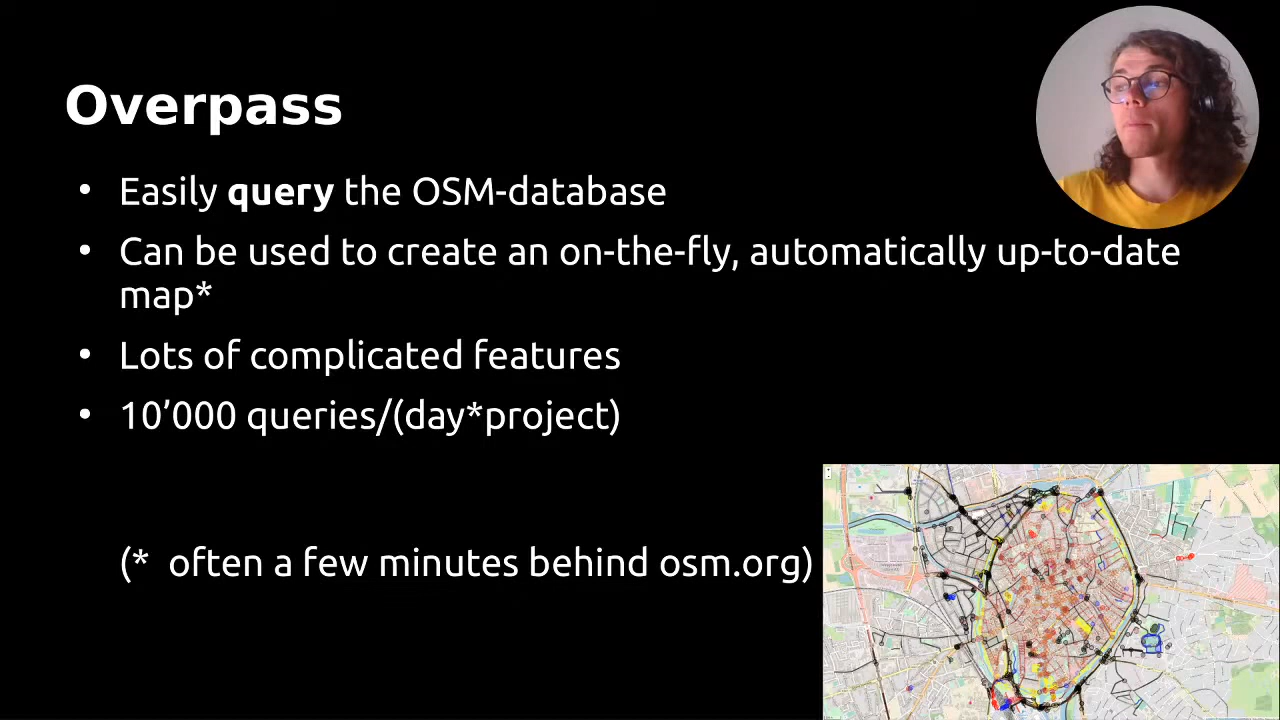 Overpass
• Easily query the OSM-database
• Can be used to create an on-the-fly, automatically up-to-date
map*
• Lots of complicated features
• 10’000 queries/(day*project)
(*  often a few minutes behind osm.org)